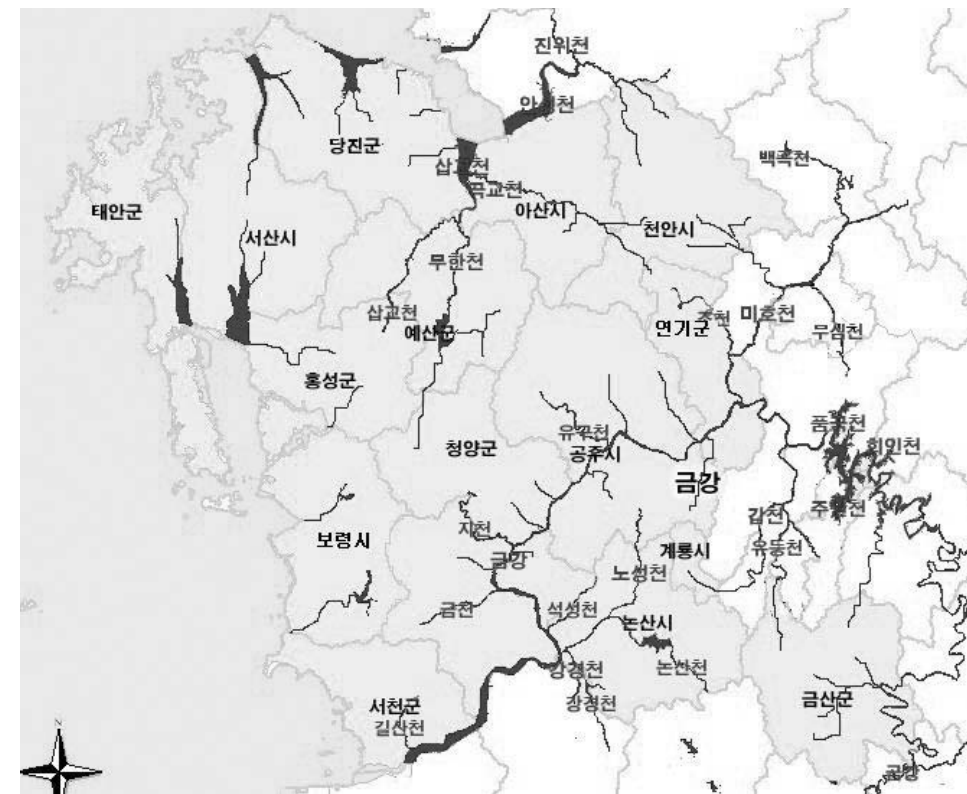 진위천
안성천
당진군
백곡천
삽교천
곡교천
태안군
아산시
서산시
천안시
무한천
삽교천
예산군
연기군
조천
미호천
무심천
홍성군
품곡천
유구천
회인천
청양군
공주시
금강
주원천
갑천
지천
보령시
계룡시
유등천
금강
노성천
금천
석성천
논산시
강경천
논산천
서천군
강경천
금산군
길산천
금강
N